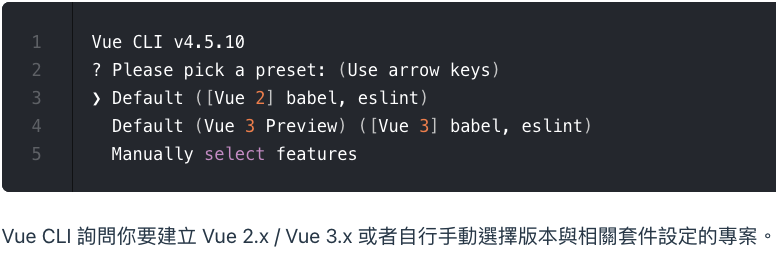 1 Vue CLI v4.5.10
2 ? Please pick a preset: (Use arrow keys)
3 ❯ Default ([Vue 2] babel, eslint)
4 Default (Vue 3 Preview) ([Vue 3] babel, eslint)
5 Manually select features
Vue CLI 詢問你要建立 Vue 2.x / Vue 3.x 或者自行手動選擇版本與相關套件設定的專案。